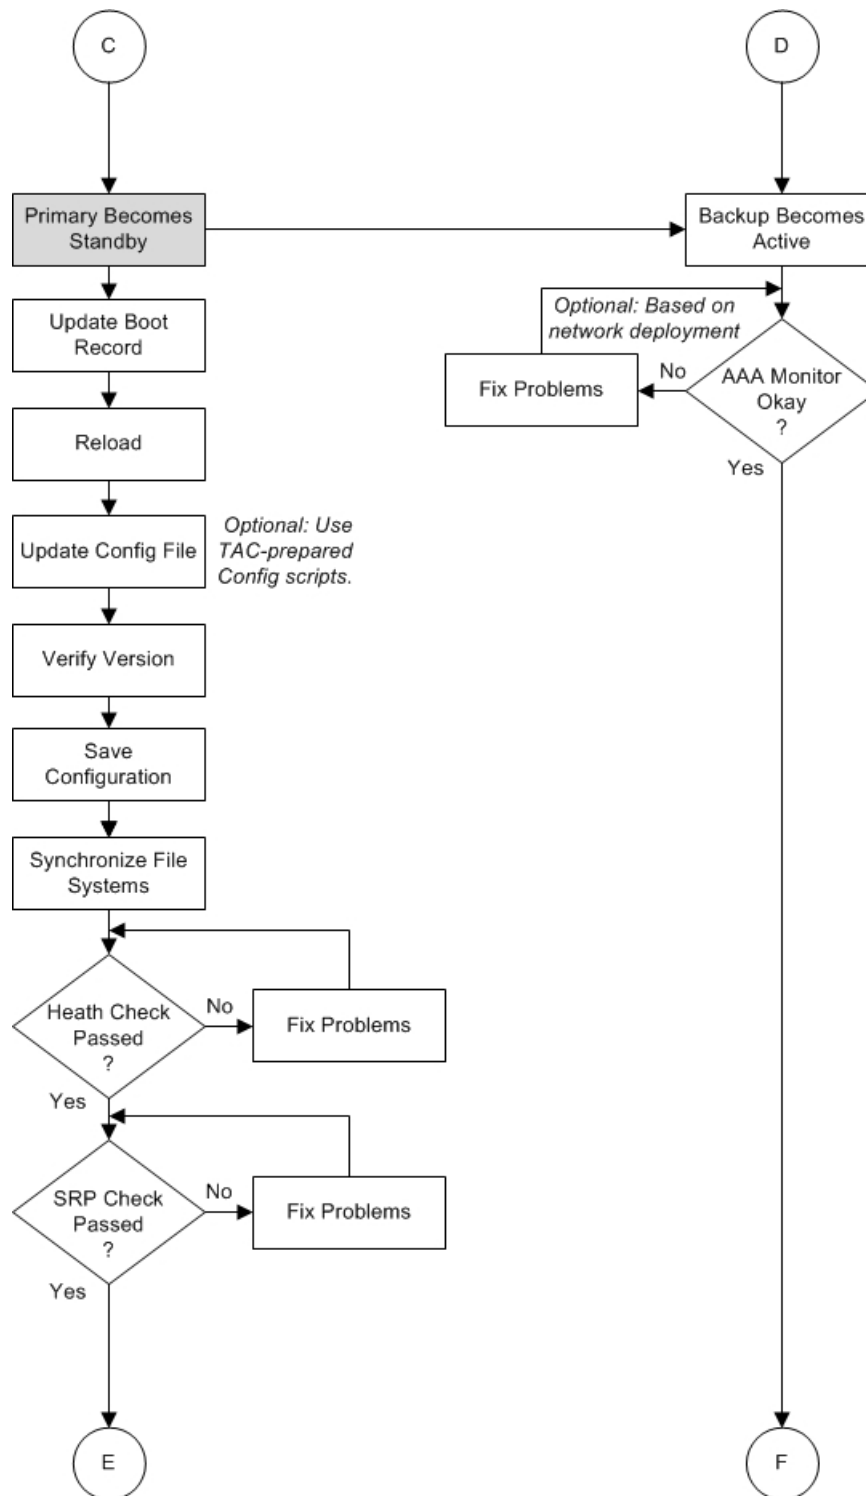 C
D
Primary Becomes
Standby
Backup Becomes
Active
Update Boot
Record
Optional: Based on
network deployment
Fix Problems
No
AAA Monitor
Okay
?
Yes
Reload
Update Config File
Optional: Use
TAC-prepared
Config scripts.
Verify Version
Save
Configuration
Synchronize File
Systems
Heath Check
Passed
?
No
Fix Problems
Yes
SRP Check
Passed
?
No
Fix Problems
Yes
E
F